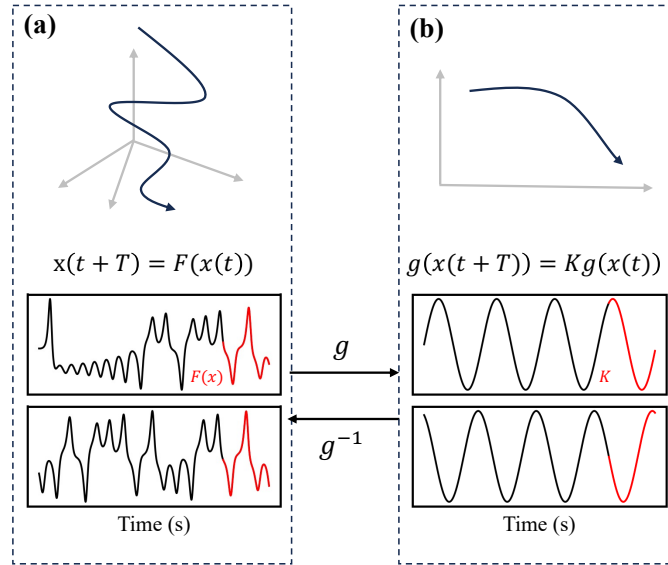 (a)
x(t + T) = F(x(t))
F(x)
Time (s)
g
g⁻¹
(b)
g(x(t + T)) = Kg(x(t))
K
Time (s)